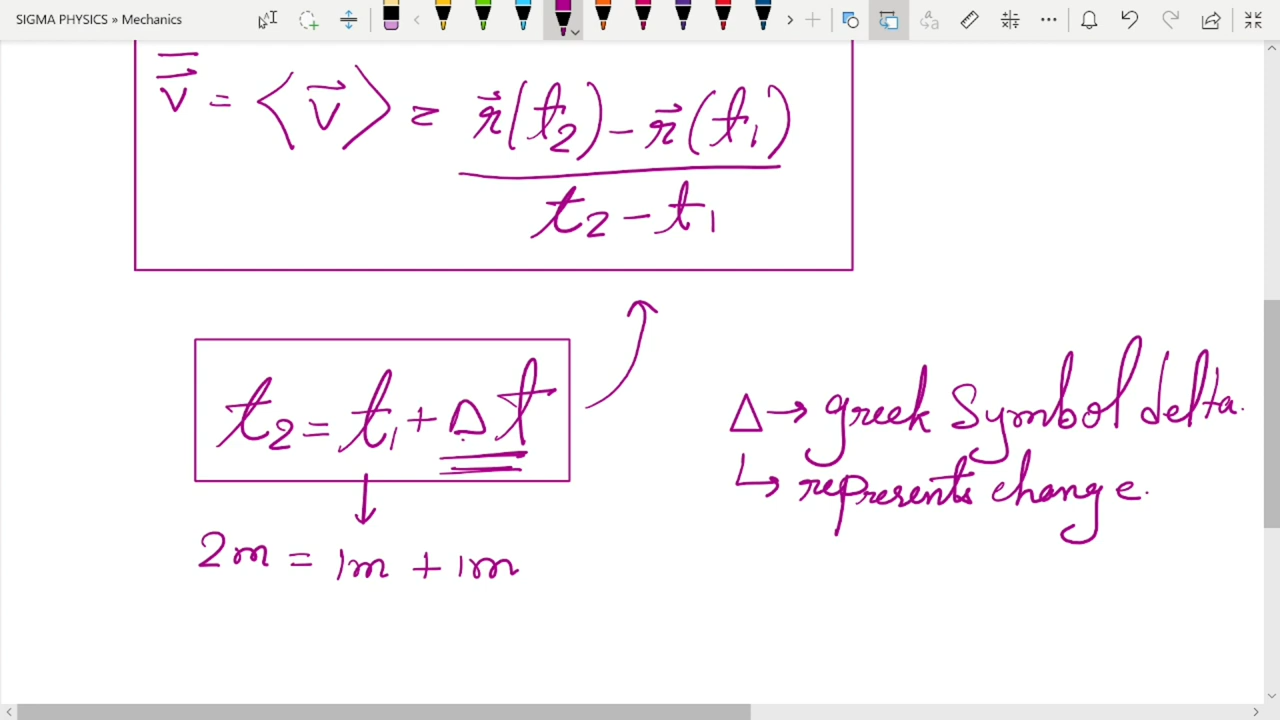 SIGMA PHYSICS » Mechanics
v⃗̅ = ⟨v⃗⟩ = r⃗(t₂) - r⃗(t₁)
t₂ - t₁
t₂ = t₁ + Δt
Δ → greek Symbol delta.
↳ represents change.
2m = 1m + 1m